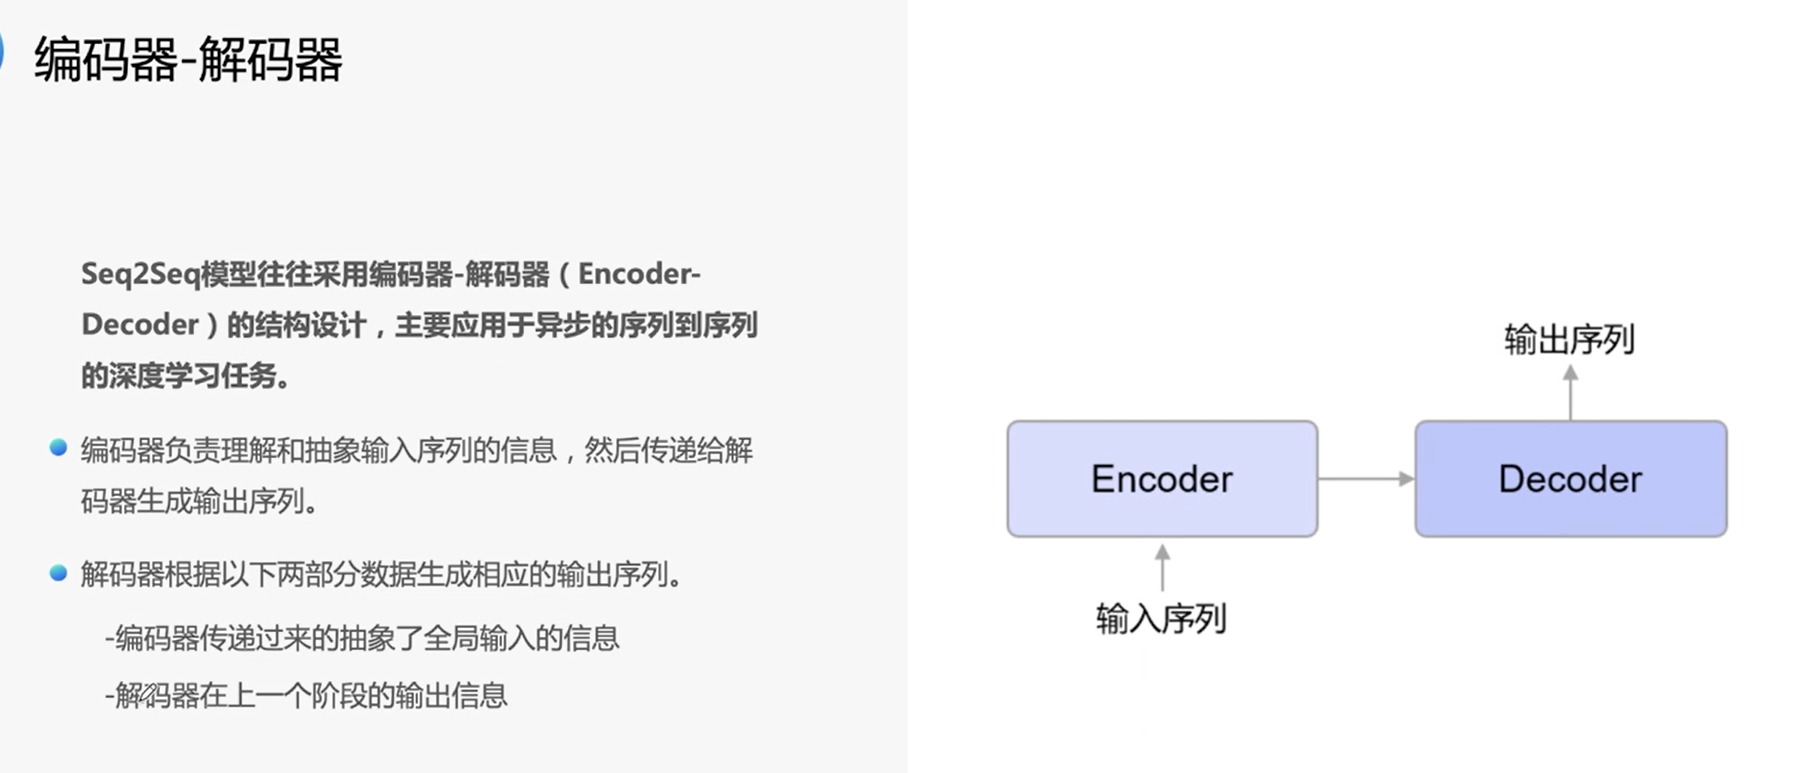 编码器-解码器
Seq2Seq模型往往采用编码器-解码器（Encoder-
Decoder）的结构设计，主要应用于异步的序列到序列
的深度学习任务。
编码器负责理解和抽象输入序列的信息，然后传递给解
码器生成输出序列。
解码器根据以下两部分数据生成相应的输出序列。
-编码器传递过来的抽象了全局输入的信息
-解码器在上一个阶段的输出信息
输出序列
Encoder
Decoder
输入序列